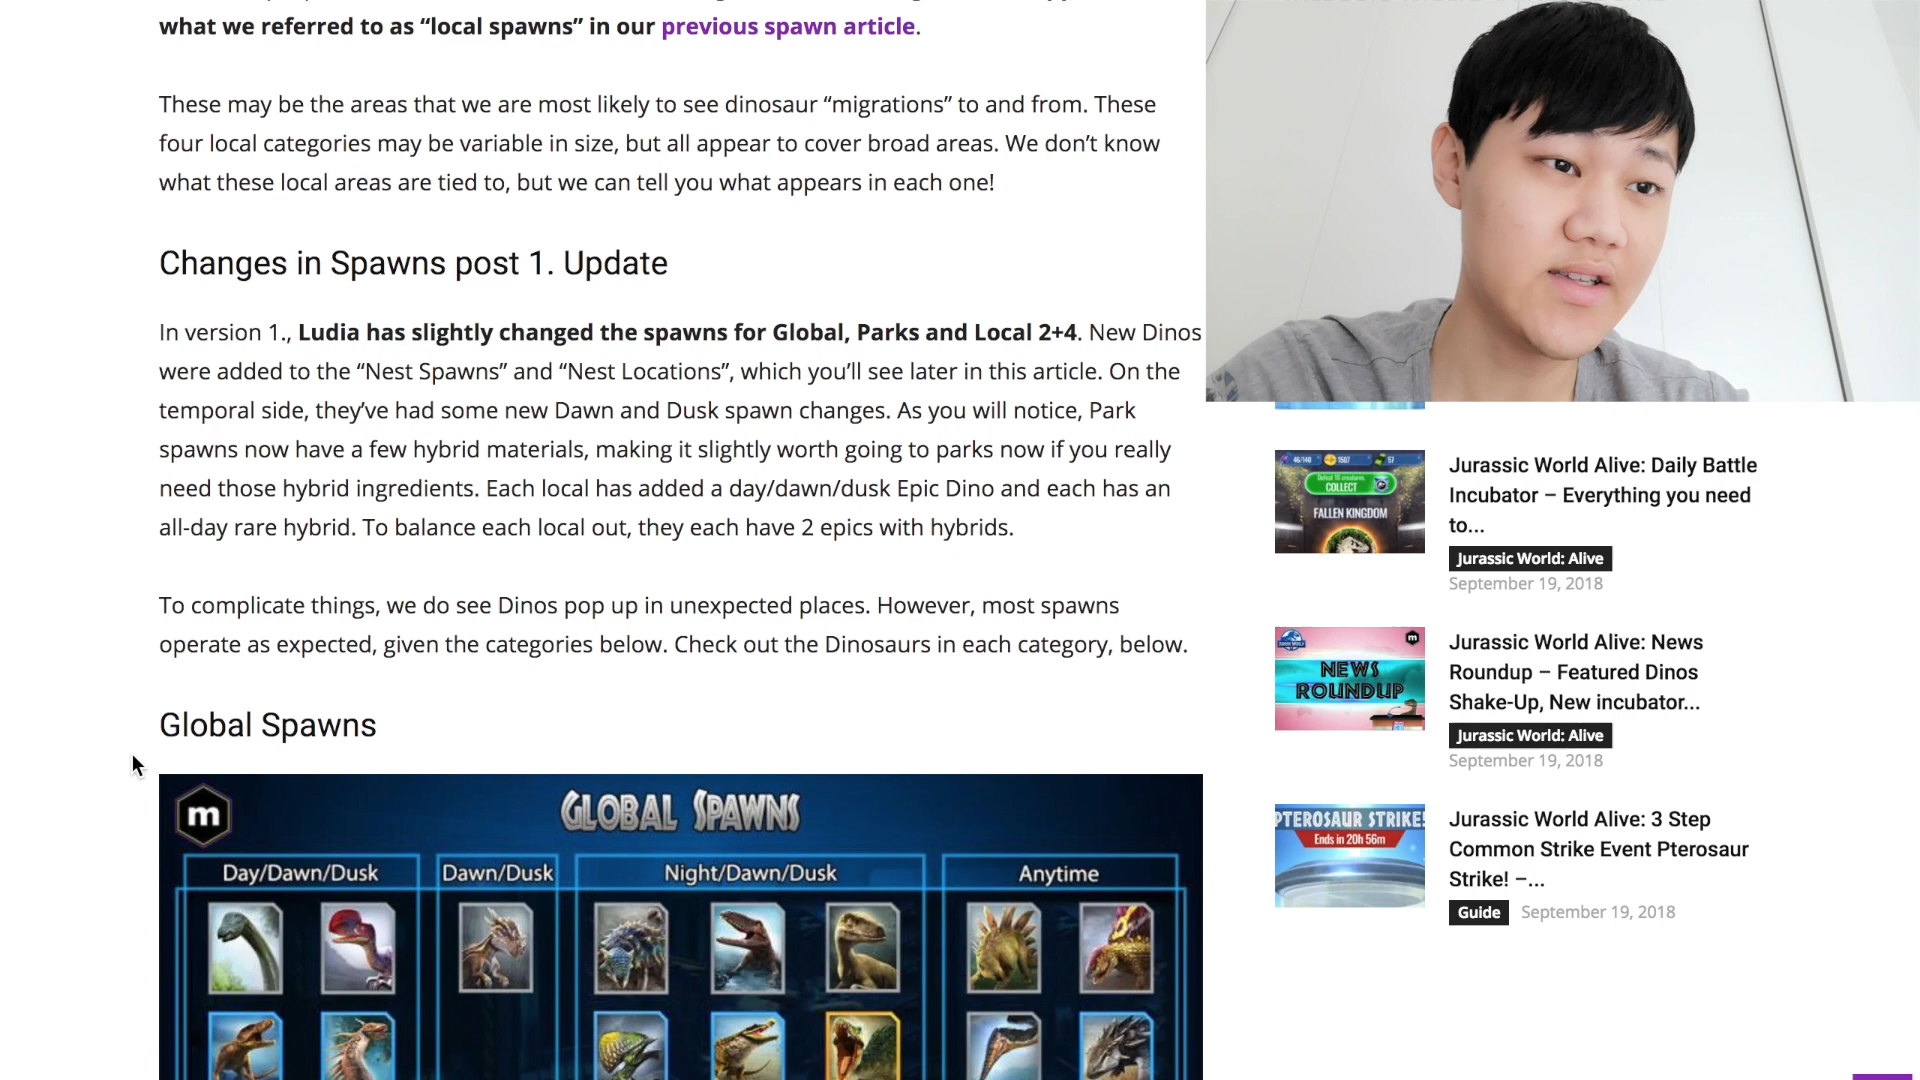 what we referred to as “local spawns” in our previous spawn article.
These may be the areas that we are most likely to see dinosaur “migrations” to and from. These
four local categories may be variable in size, but all appear to cover broad areas. We don’t know
what these local areas are tied to, but we can tell you what appears in each one!
Changes in Spawns post 1. Update
In version 1., Ludia has slightly changed the spawns for Global, Parks and Local 2+4. New Dinos
were added to the “Nest Spawns” and “Nest Locations”, which you’ll see later in this article. On the
temporal side, they’ve had some new Dawn and Dusk spawn changes. As you will notice, Park
spawns now have a few hybrid materials, making it slightly worth going to parks now if you really
need those hybrid ingredients. Each local has added a day/dawn/dusk Epic Dino and each has an
all-day rare hybrid. To balance each local out, they each have 2 epics with hybrids.
To complicate things, we do see Dinos pop up in unexpected places. However, most spawns
operate as expected, given the categories below. Check out the Dinosaurs in each category, below.
Global Spawns
m
GLOBAL SPAWNS
Day/Dawn/Dusk
Dawn/Dusk
Night/Dawn/Dusk
Anytime
46/140
1507
57
COLLECT
FALLEN KINGDOM
Jurassic World Alive: Daily Battle
Incubator – Everything you need
to...
Jurassic World: Alive
September 19, 2018
m
NEWS
ROUNDUP
Jurassic World Alive: News
Roundup – Featured Dinos
Shake-Up, New incubator...
Jurassic World: Alive
September 19, 2018
PTEROSAUR STRIKE!
Ends in 20h 56m
Jurassic World Alive: 3 Step
Common Strike Event Pterosaur
Strike! –...
Guide September 19, 2018